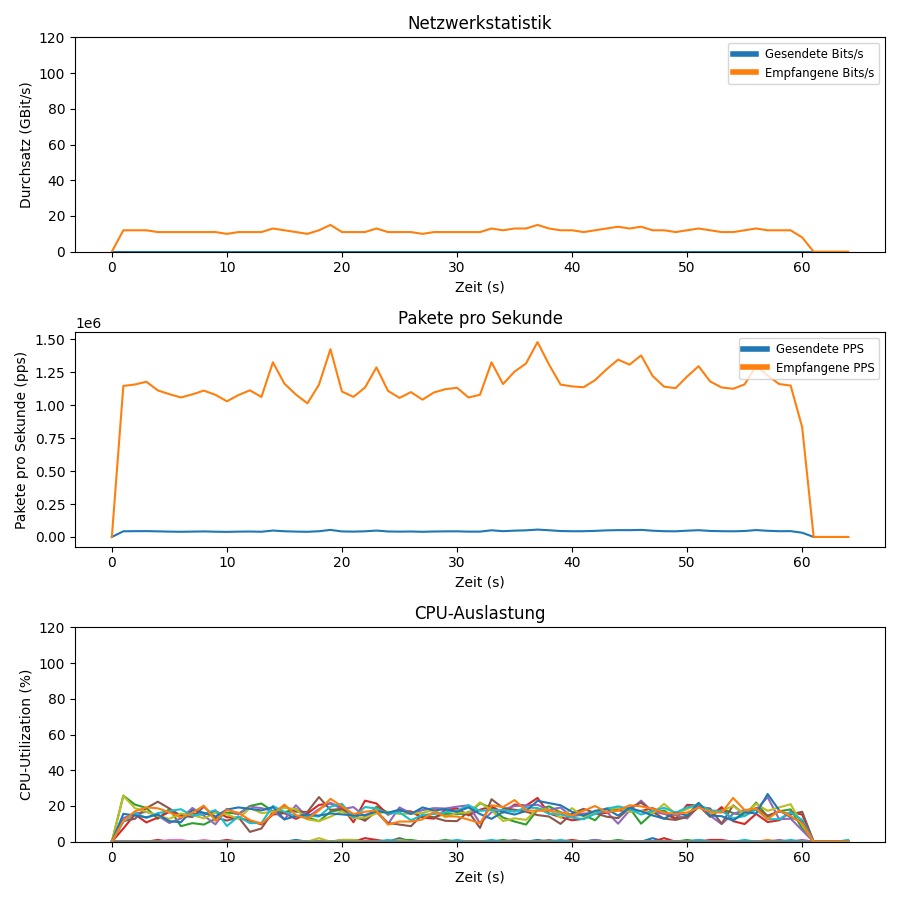 Netzwerkstatistik
120
100
80
60
40
20
0
Durchsatz (GBit/s)
Gesendete Bits/s
Empfangene Bits/s
0 10 20 30 40 50 60
Zeit (s)
Pakete pro Sekunde
1e6
1.50
1.25
1.00
0.75
0.50
0.25
0.00
Pakete pro Sekunde (pps)
Gesendete PPS
Empfangene PPS
0 10 20 30 40 50 60
Zeit (s)
CPU-Auslastung
120
100
80
60
40
20
0
CPU-Utilization (%)
0 10 20 30 40 50 60
Zeit (s)